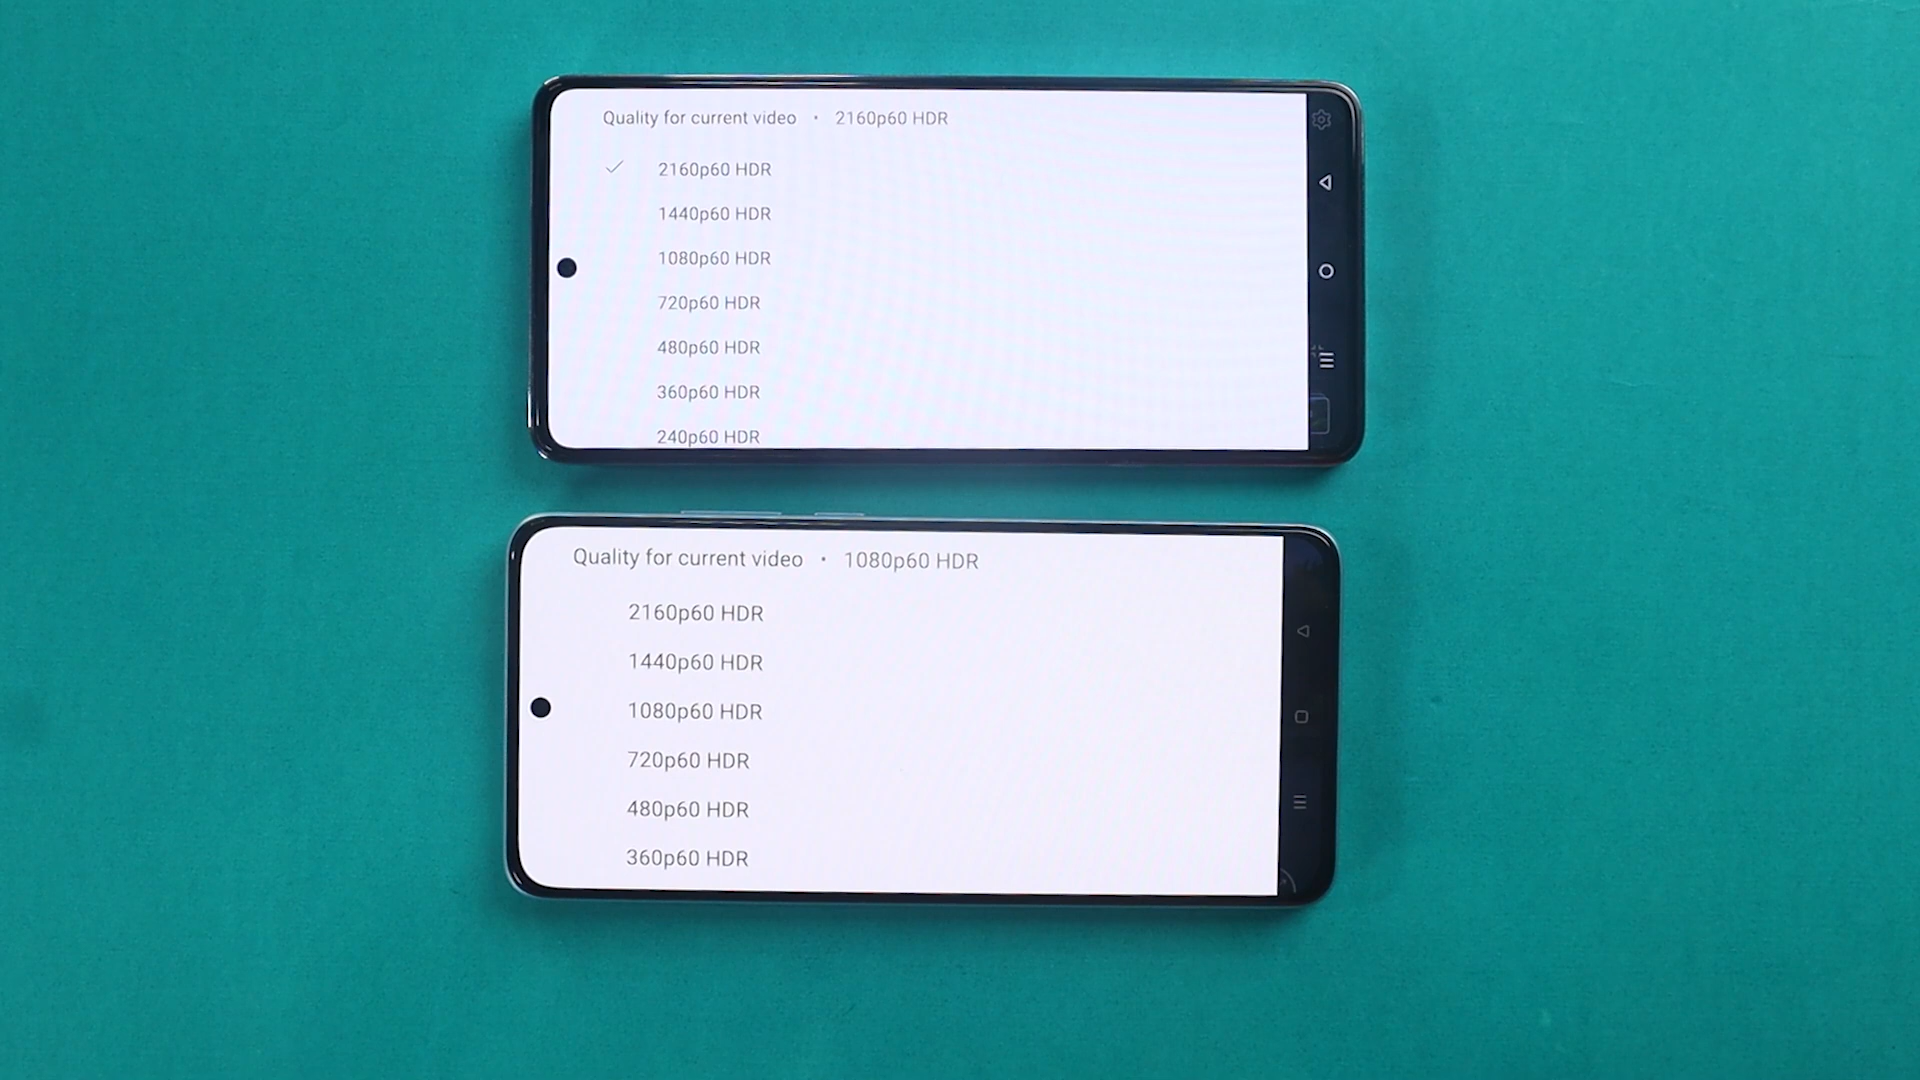 Quality for current video • 2160p60 HDR
2160p60 HDR
1440p60 HDR
1080p60 HDR
720p60 HDR
480p60 HDR
360p60 HDR
240p60 HDR
Quality for current video • 1080p60 HDR
2160p60 HDR
1440p60 HDR
1080p60 HDR
720p60 HDR
480p60 HDR
360p60 HDR